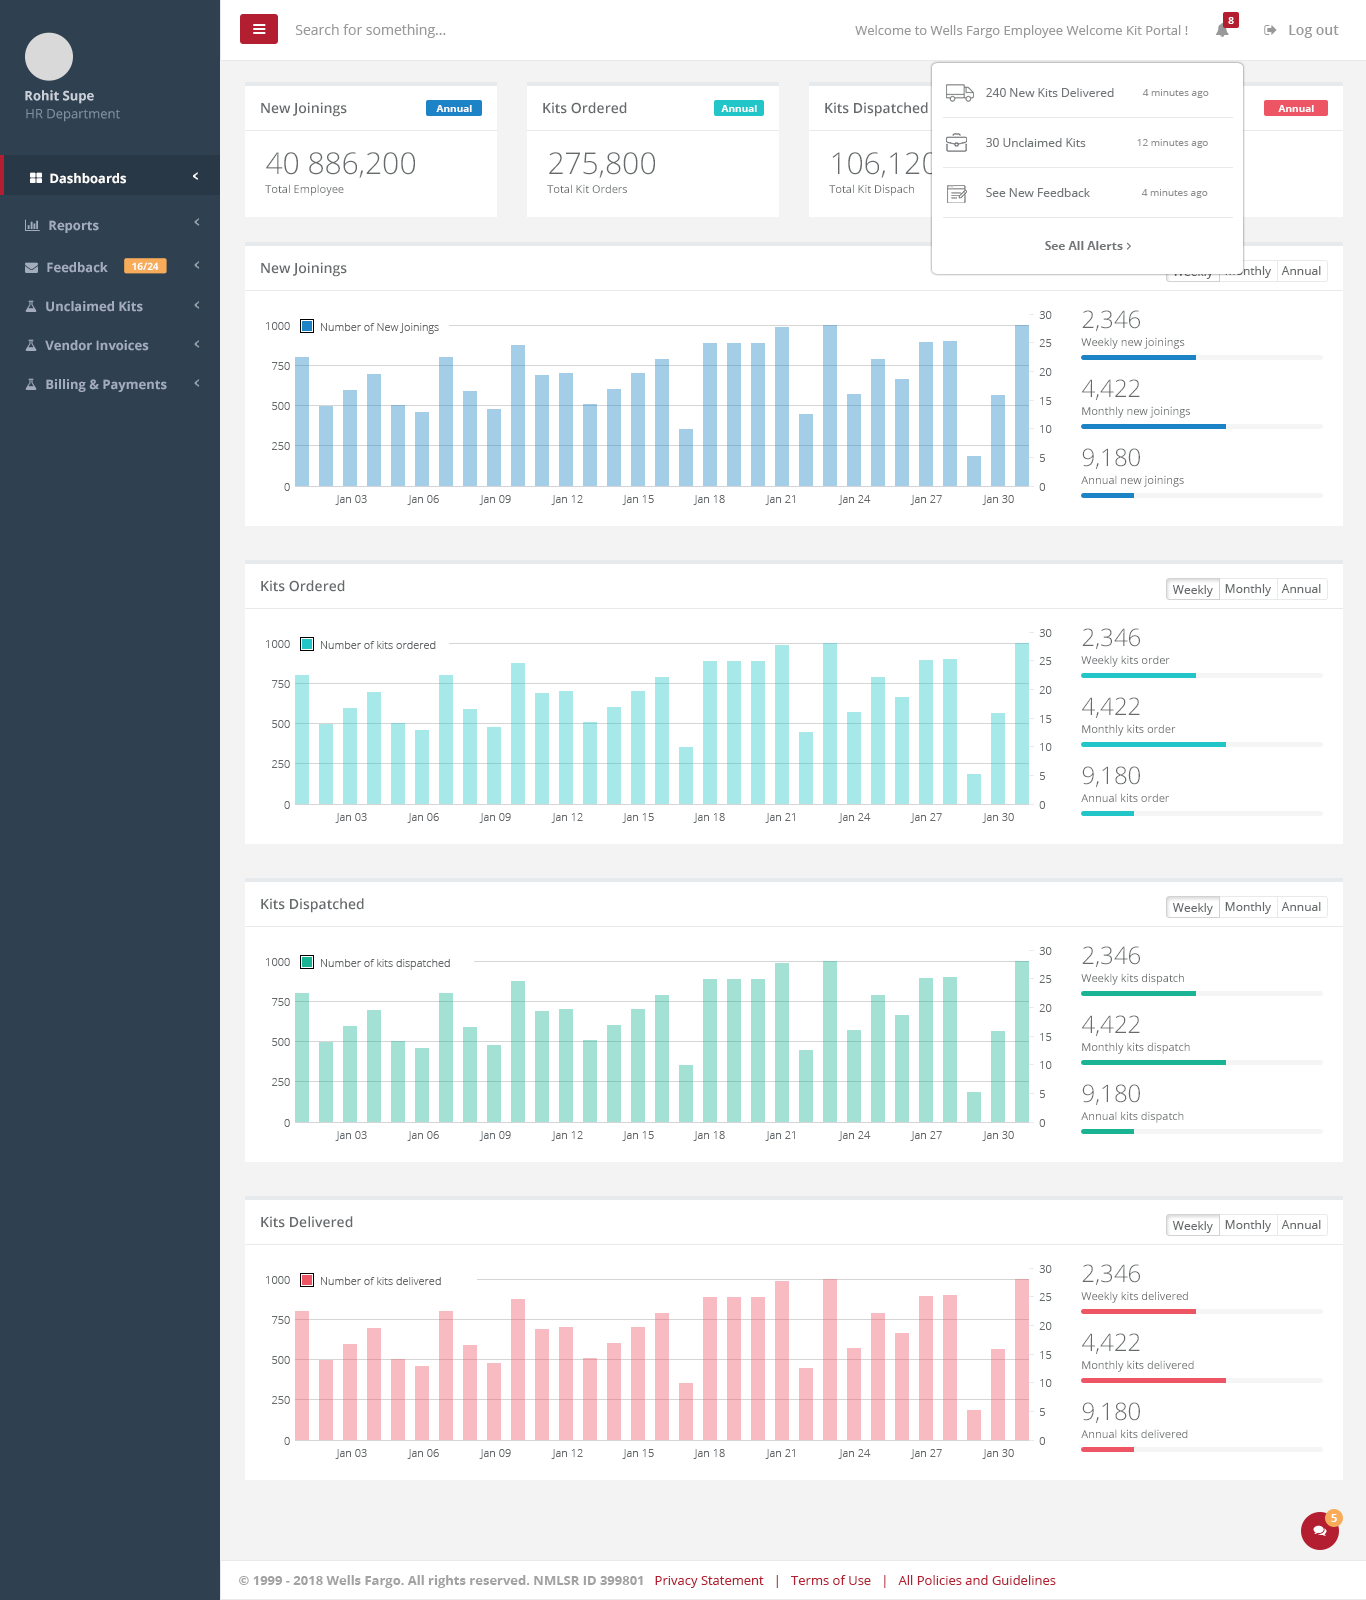 Rohit Supe
HR Department
Dashboards
Reports
Feedback 16/24
Unclaimed Kits
Vendor Invoices
Billing & Payments
Search for something...
Welcome to Wells Fargo Employee Welcome Kit Portal !
8
Log out
240 New Kits Delivered 4 minutes ago
30 Unclaimed Kits 12 minutes ago
See New Feedback 4 minutes ago
See All Alerts >
New Joinings Annual
40 886,200
Total Employee
Kits Ordered Annual
275,800
Total Kit Orders
Kits Dispatched
106,120
Total Kit Dispach
Annual
New Joinings
Weekly Monthly Annual
Number of New Joinings
1000
750
500
250
0
30
25
20
15
10
5
0
Jan 03 Jan 06 Jan 09 Jan 12 Jan 15 Jan 18 Jan 21 Jan 24 Jan 27 Jan 30
2,346
Weekly new joinings
4,422
Monthly new joinings
9,180
Annual new joinings
Kits Ordered
Weekly Monthly Annual
Number of kits ordered
1000
750
500
250
0
30
25
20
15
10
5
0
Jan 03 Jan 06 Jan 09 Jan 12 Jan 15 Jan 18 Jan 21 Jan 24 Jan 27 Jan 30
2,346
Weekly kits order
4,422
Monthly kits order
9,180
Annual kits order
Kits Dispatched
Weekly Monthly Annual
Number of kits dispatched
1000
750
500
250
0
30
25
20
15
10
5
0
Jan 03 Jan 06 Jan 09 Jan 12 Jan 15 Jan 18 Jan 21 Jan 24 Jan 27 Jan 30
2,346
Weekly kits dispatch
4,422
Monthly kits dispatch
9,180
Annual kits dispatch
Kits Delivered
Weekly Monthly Annual
Number of kits delivered
1000
750
500
250
0
30
25
20
15
10
5
0
Jan 03 Jan 06 Jan 09 Jan 12 Jan 15 Jan 18 Jan 21 Jan 24 Jan 27 Jan 30
2,346
Weekly kits delivered
4,422
Monthly kits delivered
9,180
Annual kits delivered
5
© 1999 - 2018 Wells Fargo. All rights reserved. NMLSR ID 399801 Privacy Statement | Terms of Use | All Policies and Guidelines